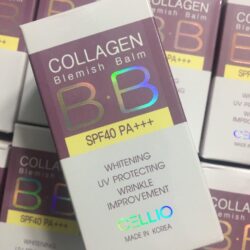 COLLAGEN
Blemish Balm
B·B
SPF40 PA+++
WHITENING
UV PROTECTING
WRINKLE
IMPROVEMENT
CELLIO
MADE IN KOREA